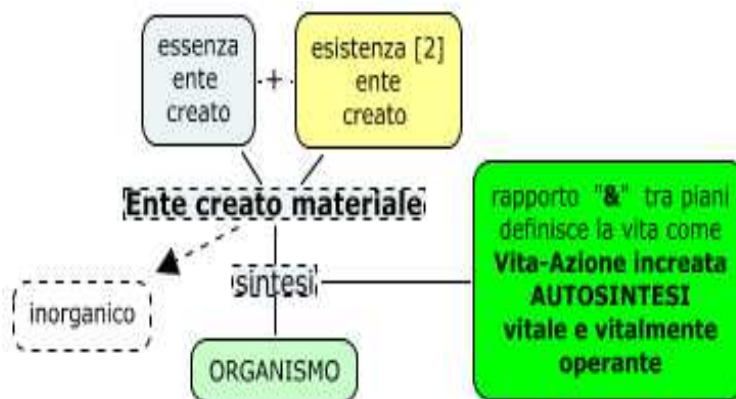 essenza
ente
creato
+
esistenza [2]
ente
creato
Ente creato materiale
rapporto "&" tra piani
definisce la vita come
Vita-Azione increata
AUTOSINTESI
vitale e vitalmente
operante
sintesi
inorganico
ORGANISMO